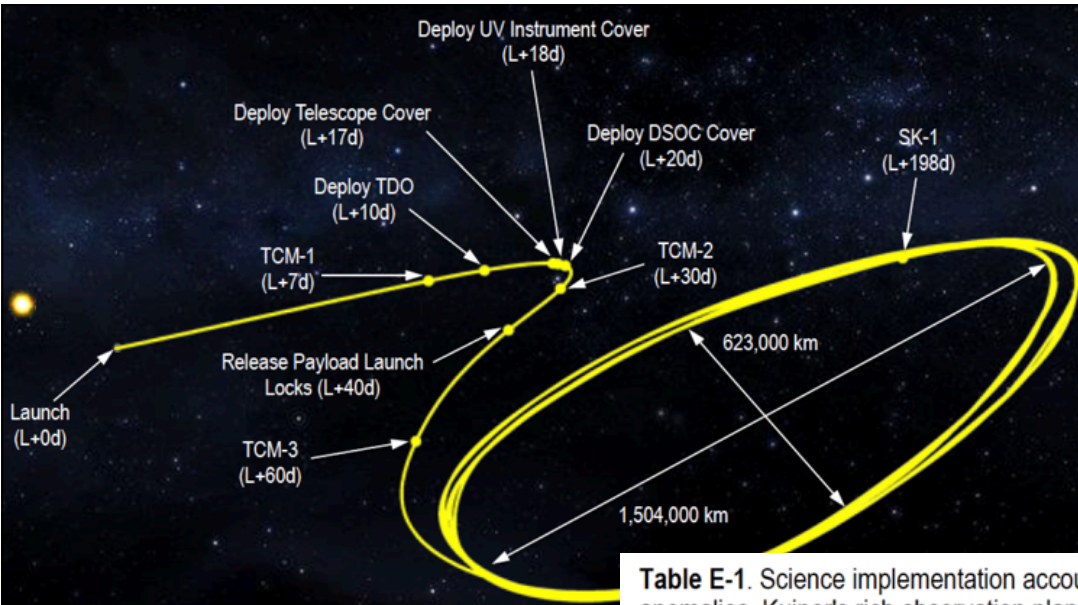 Deploy UV Instrument Cover
(L+18d)
Deploy Telescope Cover
(L+17d)
Deploy DSOC Cover
(L+20d)
SK-1
(L+198d)
Deploy TDO
(L+10d)
TCM-1
(L+7d)
TCM-2
(L+30d)
623,000 km
Release Payload Launch
Locks (L+40d)
Launch
(L+0d)
TCM-3
(L+60d)
1,504,000 km
Table E-1. Science implementation accou